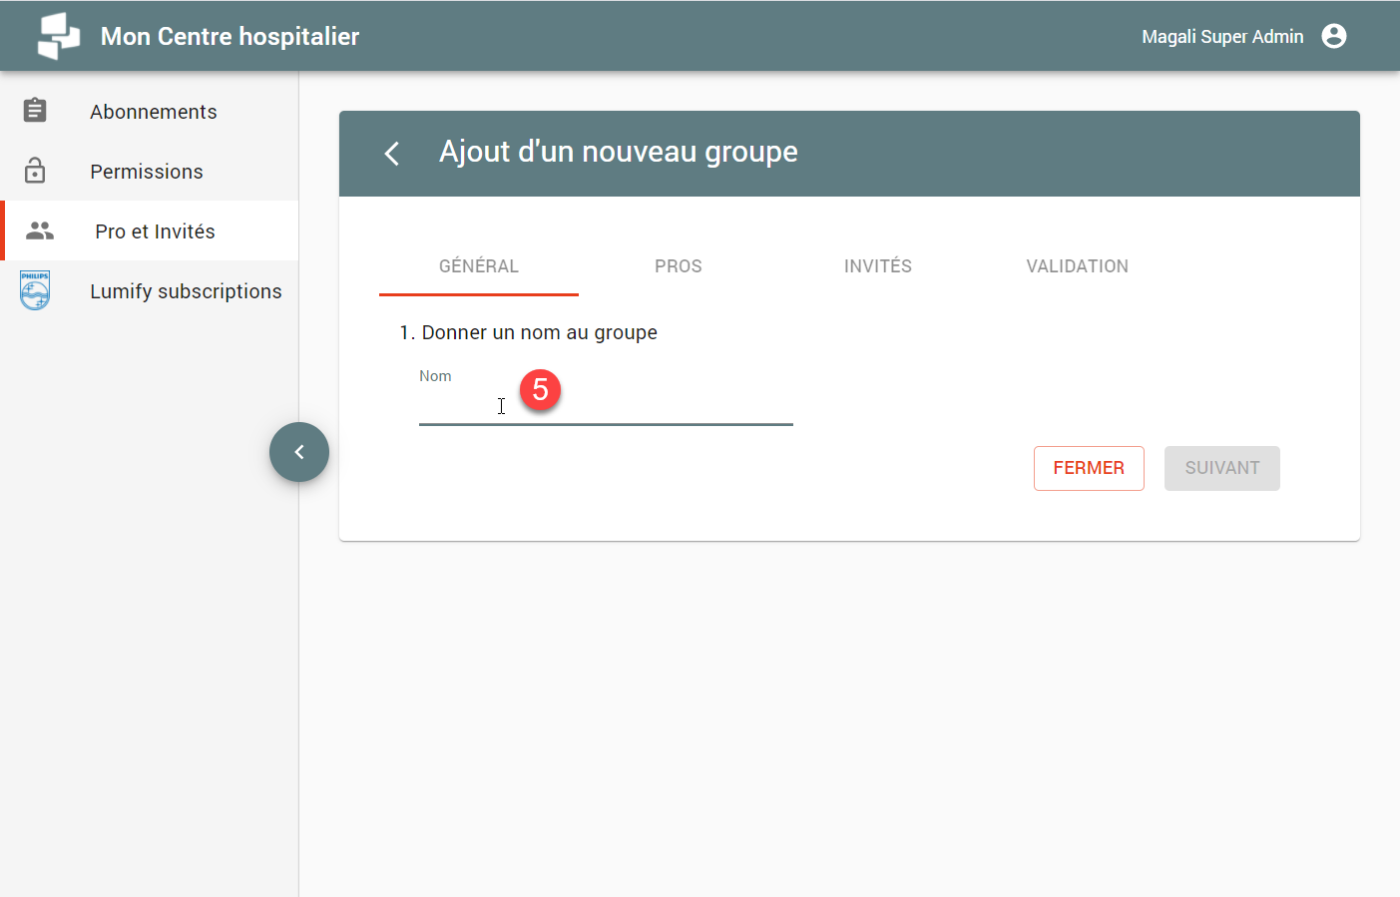 Mon Centre hospitalier
Magali Super Admin
Abonnements
Permissions
Pro et Invités
PHILIPS
Lumify subscriptions
Ajout d'un nouveau groupe
GÉNÉRAL
PROS
INVITÉS
VALIDATION
1. Donner un nom au groupe
Nom
5
FERMER
SUIVANT